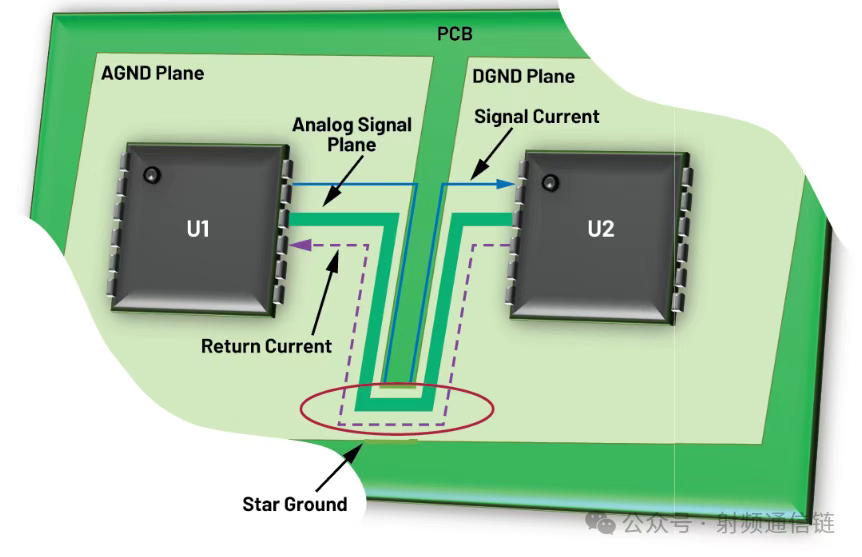 PCB
AGND Plane
DGND Plane
Analog Signal
Plane
Signal Current
U1
U2
Return Current
Star Ground
公众号 · 射频通信链